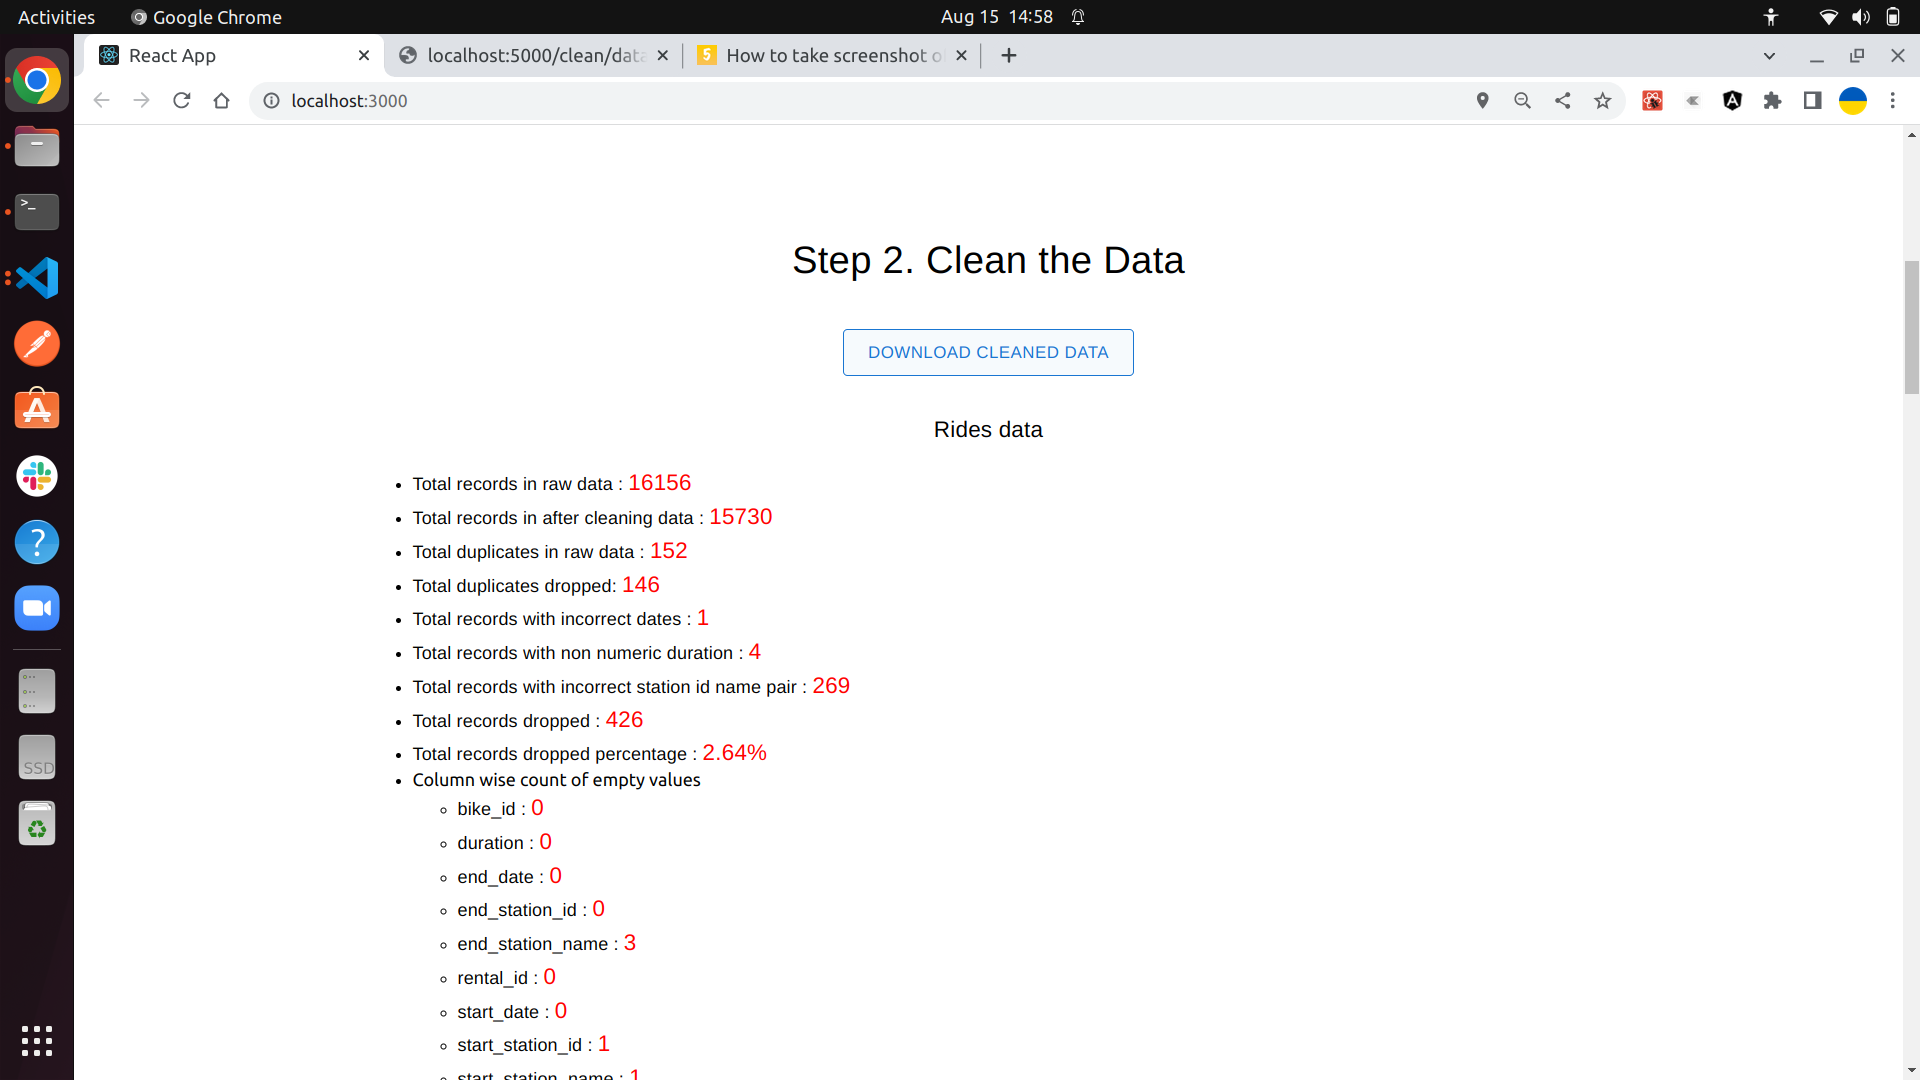 Activities
Google Chrome
Aug 15 14:58
React App
localhost:5000/clean/data
How to take screenshot o
localhost:3000
Step 2. Clean the Data
DOWNLOAD CLEANED DATA
Rides data
Total records in raw data : 16156
Total records in after cleaning data : 15730
Total duplicates in raw data : 152
Total duplicates dropped: 146
Total records with incorrect dates : 1
Total records with non numeric duration : 4
Total records with incorrect station id name pair : 269
Total records dropped : 426
Total records dropped percentage : 2.64%
Column wise count of empty values
bike_id : 0
duration : 0
end_date : 0
end_station_id : 0
end_station_name : 3
rental_id : 0
start_date : 0
start_station_id : 1
start_station_name : 1
SSD